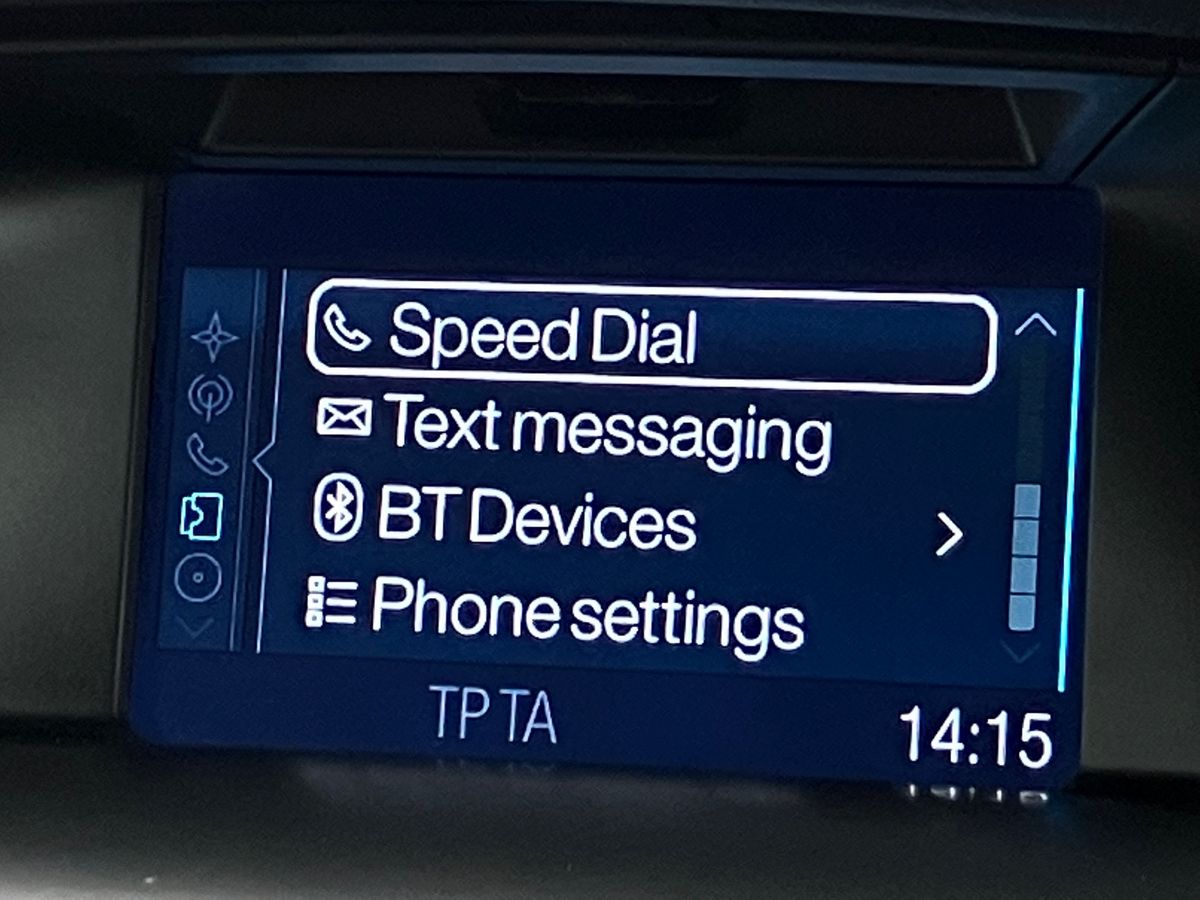 Speed Dial
Text messaging
BT Devices
Phone settings
TP TA
14:15